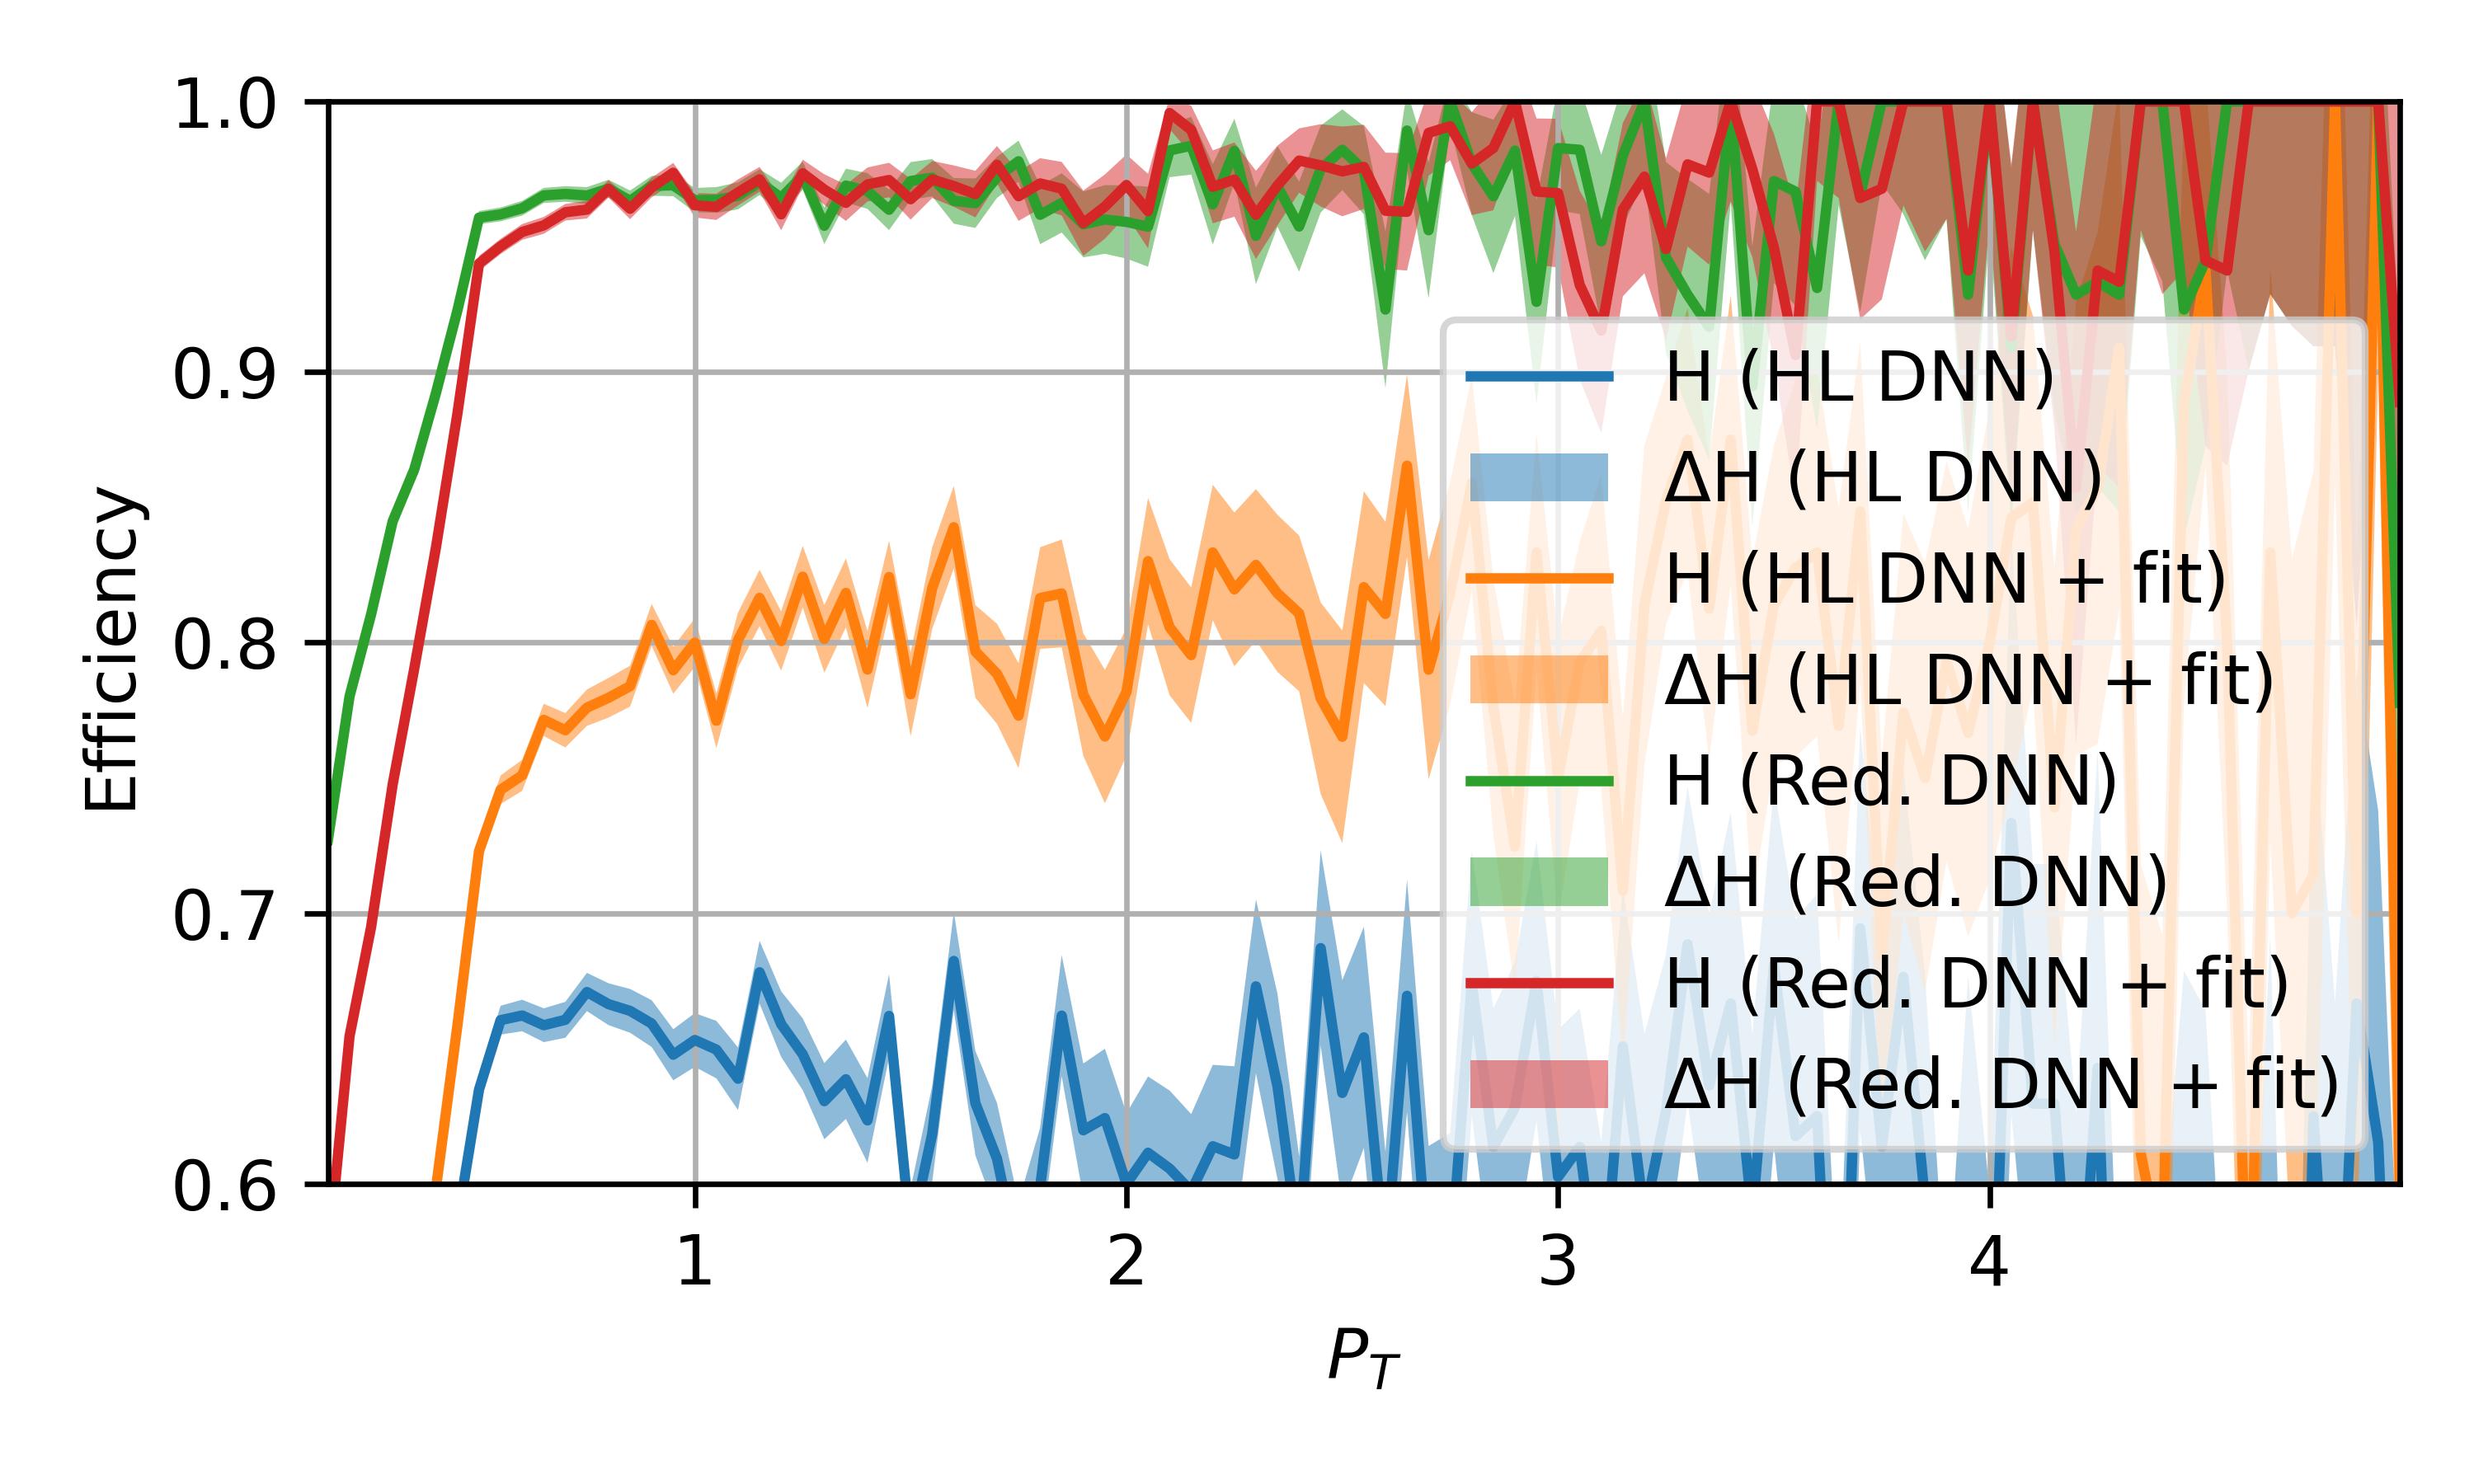 1.0
0.9
0.8
0.7
0.6
Efficiency
H (HL DNN)
ΔH (HL DNN)
H (HL DNN + fit)
ΔH (HL DNN + fit)
H (Red. DNN)
ΔH (Red. DNN)
H (Red. DNN + fit)
ΔH (Red. DNN + fit)
1 2 3 4
P_T